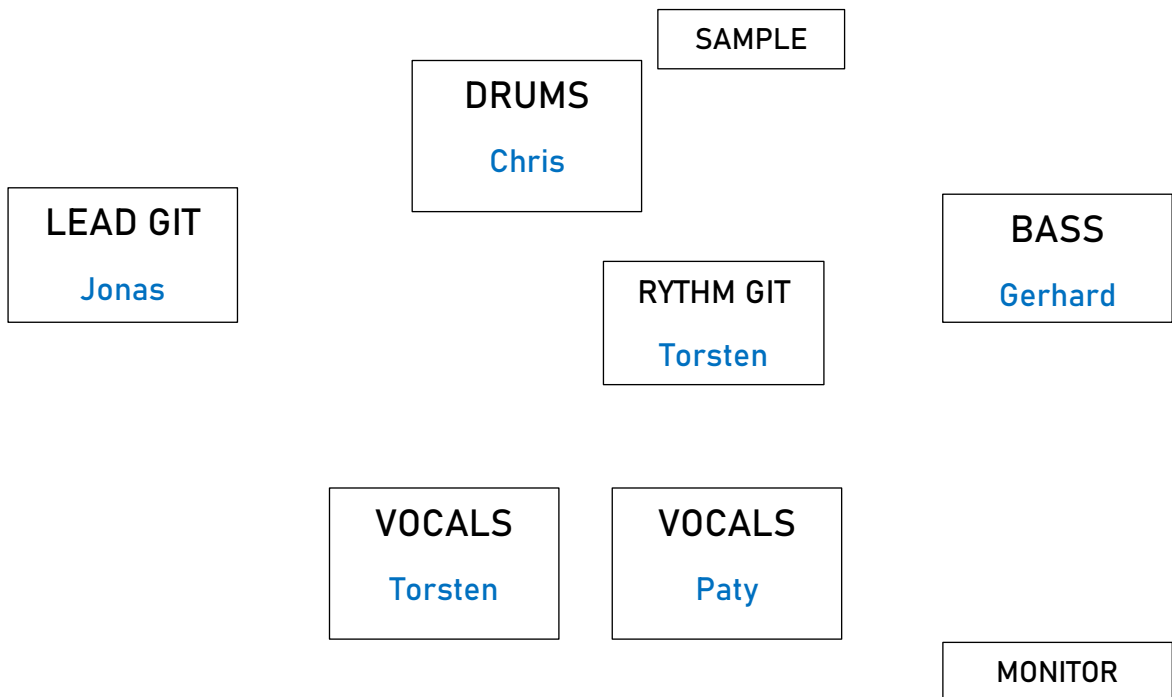 SAMPLE
DRUMS
Chris
LEAD GIT
Jonas
BASS
Gerhard
RYTHM GIT
Torsten
VOCALS
Torsten
VOCALS
Paty
MONITOR